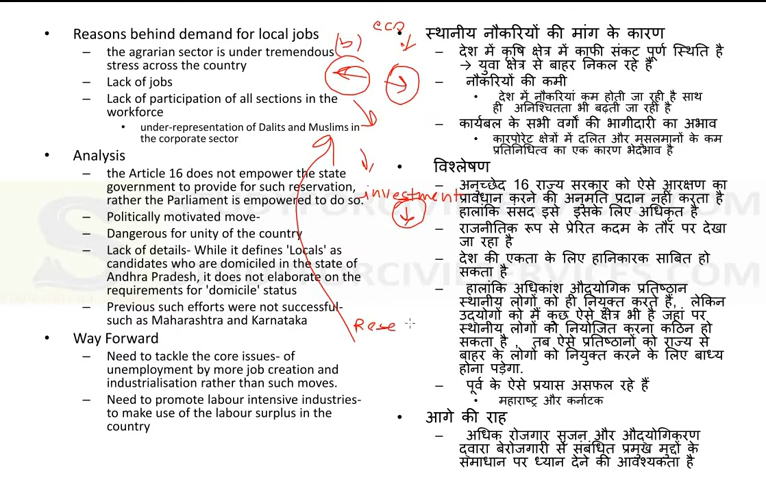 Reasons behind demand for local jobs
– the agrarian sector is under tremendous
stress across the country
– Lack of jobs
– Lack of participation of all sections in the
workforce
• under-representation of Dalits and Muslims in
the corporate sector
• Analysis
– the Article 16 does not empower the state
government to provide for such reservation,
rather the Parliament is empowered to do so.
– Politically motivated move-
– Dangerous for unity of the country
– Lack of details- While it defines 'Locals' as
candidates who are domiciled in the state of
Andhra Pradesh, it does not elaborate on the
requirements for 'domicile' status
– Previous such efforts were not successful-
such as Maharashtra and Karnataka
• Way Forward
– Need to tackle the core issues- of
unemployment by more job creation and
industrialisation rather than such moves.
– Need to promote labour intensive industries-
to make use of the labour surplus in the
country
eco
(b)
investment
• स्थानीय नौकरियों की मांग के कारण
– देश में कृषि क्षेत्र में काफी संकट पूर्ण स्थिति है
→ युवा क्षेत्र से बाहर निकल रहे हैं
– नौकरियों की कमी
• देश में नौकरियां कम होती जा रही है साथ
ही अनिश्चितता भी बढ़ती जा रही है
– कार्यबल के सभी वर्गों की भागीदारी का अभाव
• कारपोरेट क्षेत्रों में दलित और मुसलमानों के कम
प्रतिनिधित्व का एक कारण भेदभाव है
• विश्लेषण
– अनुच्छेद 16 राज्य सरकार को ऐसे आरक्षण का
प्रावधान करने की अनुमति प्रदान नहीं करता है
हालांकि संसद इसे इसके लिए अधिकृत है
– राजनीतिक रूप से प्रेरित कदम के तौर पर देखा
जा रहा है
– देश की एकता के लिए हानिकारक साबित हो
सकता है
– हालांकि अधिकांश औद्योगिक प्रतिष्ठान
स्थानीय लोगों को ही नियुक्त करते हैं, लेकिन
उद्योगों को में कुछ ऐसे क्षेत्र भी है जहां पर
स्थानीय लोगों को नियोजित करना कठिन हो
सकता है , तब ऐसे प्रतिष्ठानों को राज्य से
बाहर के लोगों को नियुक्त करने के लिए बाध्य
होना पड़ेगा.
– पूर्व के ऐसे प्रयास असफल रहे हैं
• महाराष्ट्र और कर्नाटक
• आगे की राह
– अधिक रोजगार सृजन और औद्योगिकरण
द्वारा बेरोजगारी से संबंधित प्रमुख मुद्दों के
समाधान पर ध्यान देने की आवश्यकता है